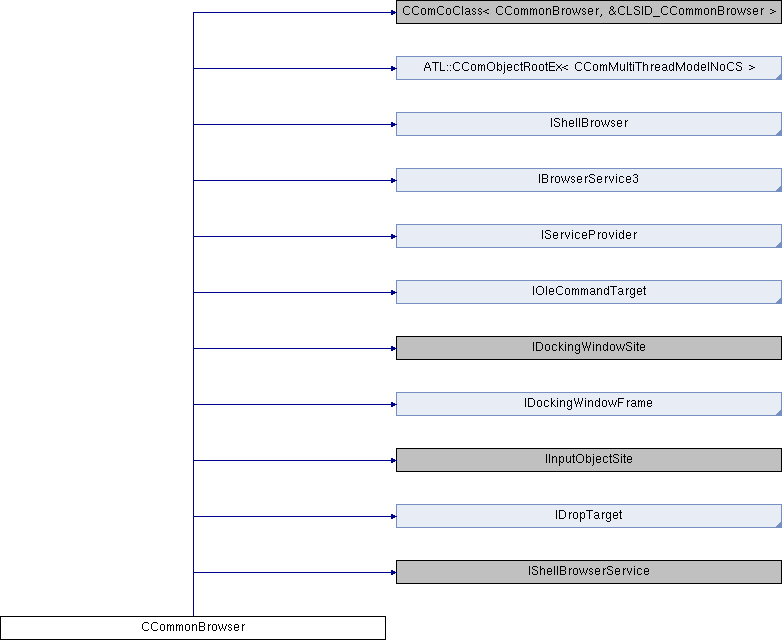 CComCoClass< CCommonBrowser, &CLSID_CCommonBrowser >
ATL::CComObjectRootEx< CComMultiThreadModelNoCS >
IShellBrowser
IBrowserService3
IServiceProvider
IOleCommandTarget
IDockingWindowSite
IDockingWindowFrame
IInputObjectSite
IDropTarget
IShellBrowserService
CCommonBrowser